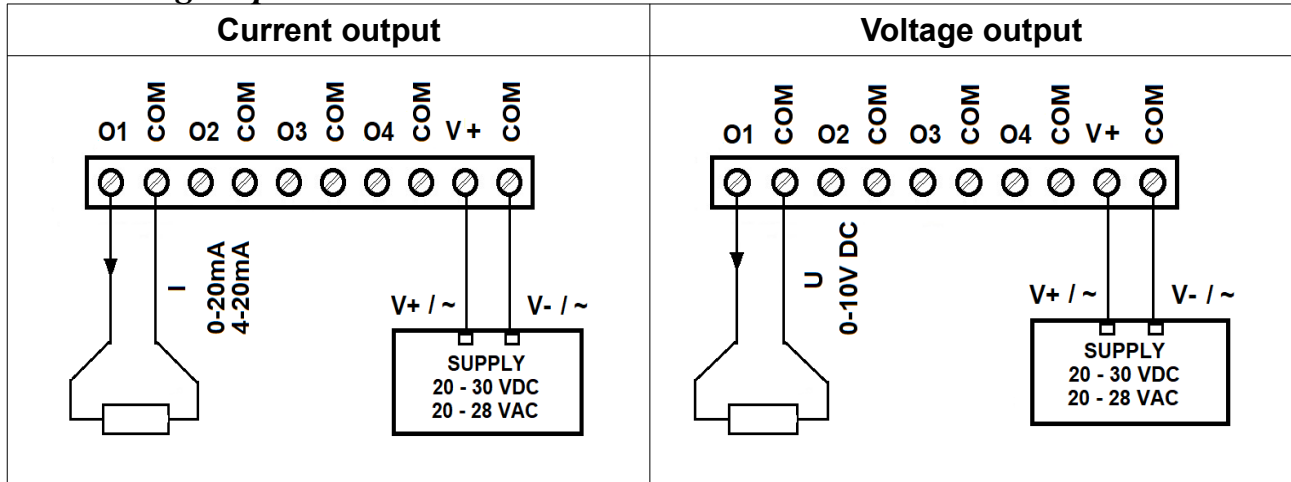 Current output
Voltage output
O1 COM O2 COM O3 COM O4 COM V+ COM
I
0-20mA
4-20mA
V+ / ~ V- / ~
SUPPLY
20 - 30 VDC
20 - 28 VAC
O1 COM O2 COM O3 COM O4 COM V+ COM
U
0-10V DC
V+ / ~ V- / ~
SUPPLY
20 - 30 VDC
20 - 28 VAC